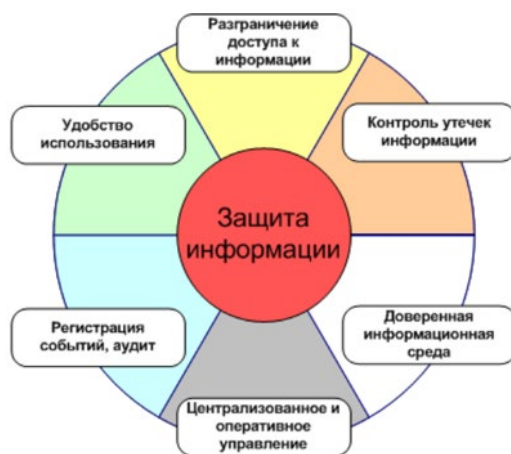 Разграничение
доступа к
информации
Удобство
использования
Контроль утечек
информации
Защита
информации
Регистрация
событий, аудит
Доверенная
информационная
среда
Централизованное и
оперативное
управление